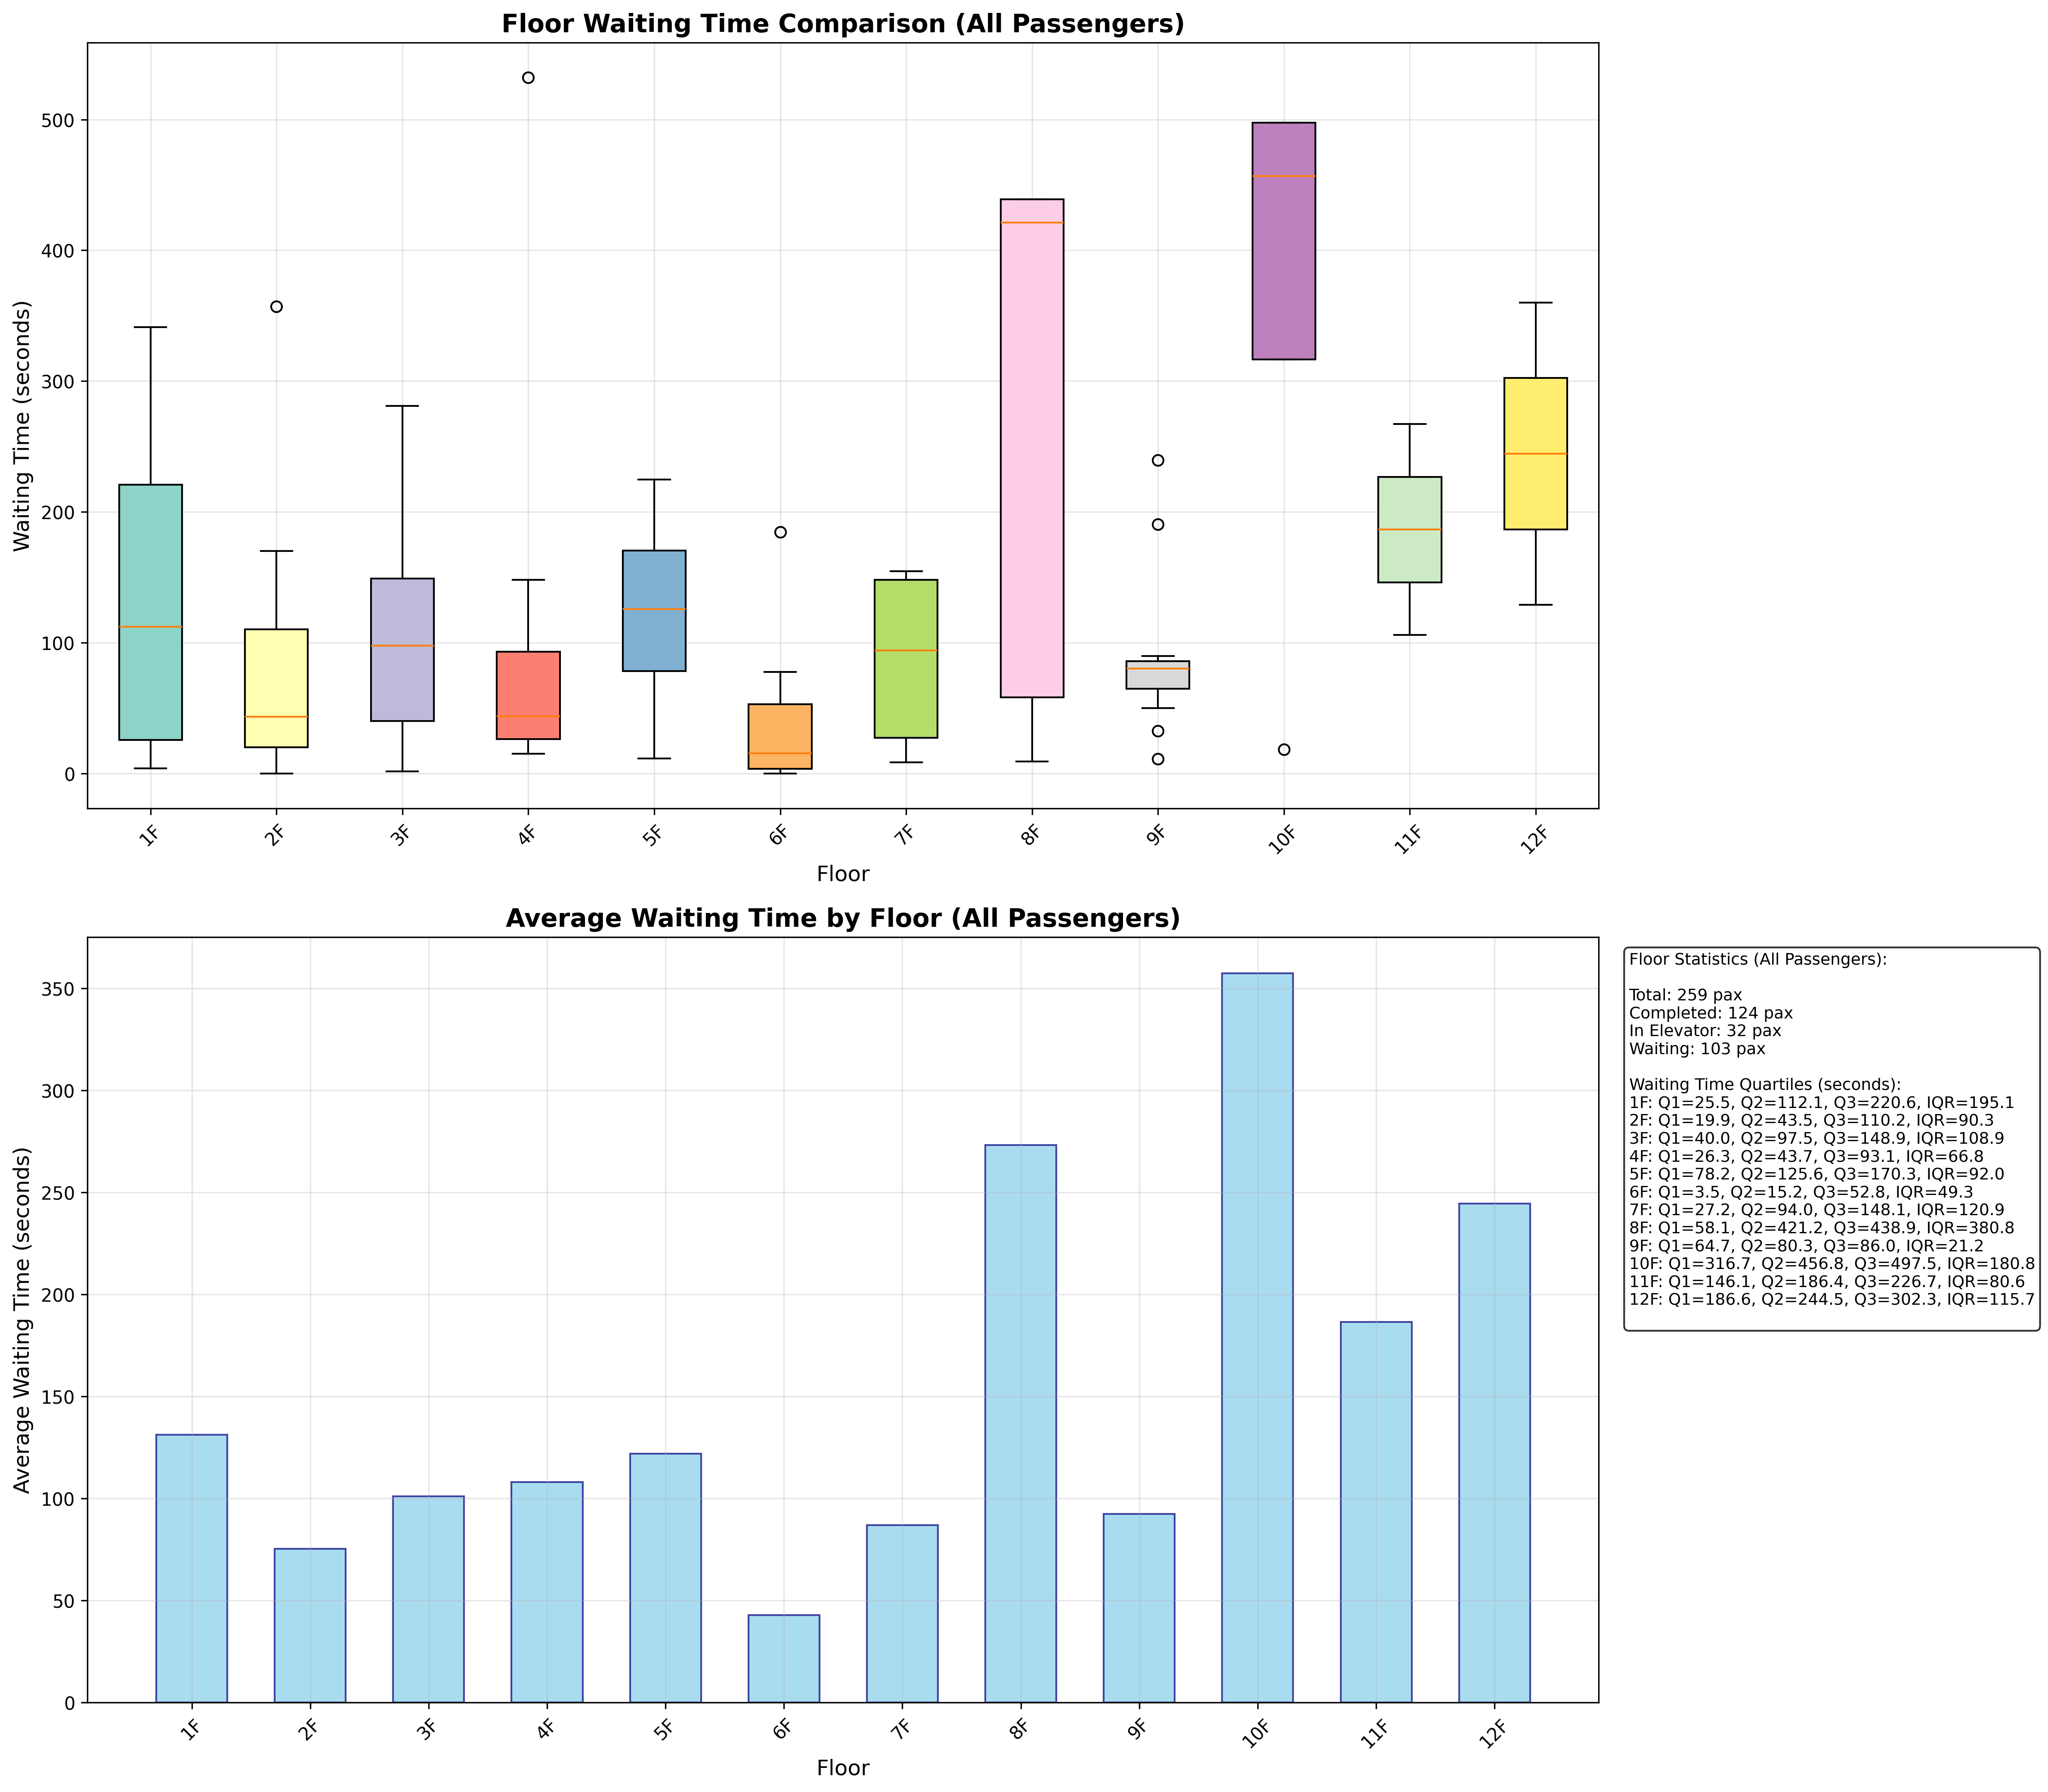 Floor Waiting Time Comparison (All Passengers)
Waiting Time (seconds)
500
400
300
200
100
0
1F
2F
3F
4F
5F
6F
7F
8F
9F
10F
11F
12F
Floor
Average Waiting Time by Floor (All Passengers)
Average Waiting Time (seconds)
350
300
250
200
150
100
50
0
1F
2F
3F
4F
5F
6F
7F
8F
9F
10F
11F
12F
Floor
Floor Statistics (All Passengers):
Total: 259 pax
Completed: 124 pax
In Elevator: 32 pax
Waiting: 103 pax
Waiting Time Quartiles (seconds):
1F: Q1=25.5, Q2=112.1, Q3=220.6, IQR=195.1
2F: Q1=19.9, Q2=43.5, Q3=110.2, IQR=90.3
3F: Q1=40.0, Q2=97.5, Q3=148.9, IQR=108.9
4F: Q1=26.3, Q2=43.7, Q3=93.1, IQR=66.8
5F: Q1=78.2, Q2=125.6, Q3=170.3, IQR=92.0
6F: Q1=3.5, Q2=15.2, Q3=52.8, IQR=49.3
7F: Q1=27.2, Q2=94.0, Q3=148.1, IQR=120.9
8F: Q1=58.1, Q2=421.2, Q3=438.9, IQR=380.8
9F: Q1=64.7, Q2=80.3, Q3=86.0, IQR=21.2
10F: Q1=316.7, Q2=456.8, Q3=497.5, IQR=180.8
11F: Q1=146.1, Q2=186.4, Q3=226.7, IQR=80.6
12F: Q1=186.6, Q2=244.5, Q3=302.3, IQR=115.7